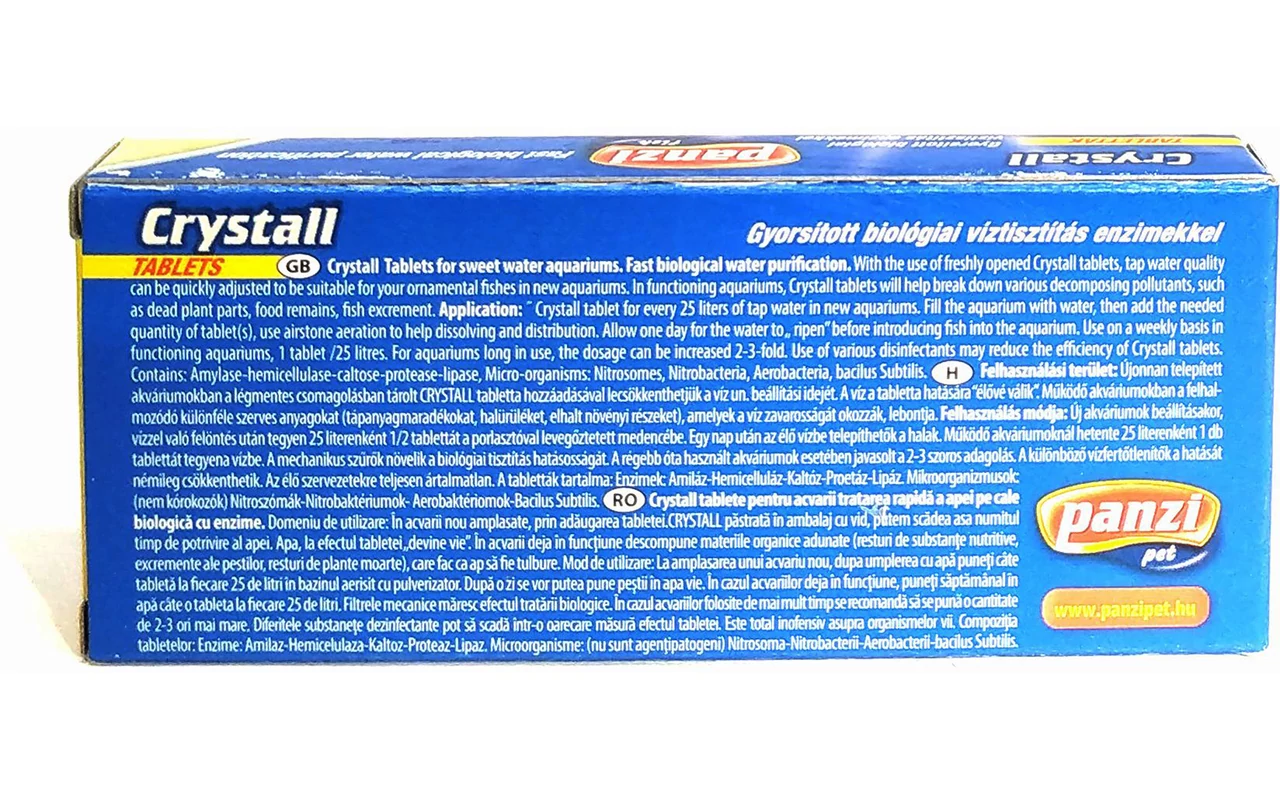 Fast biological water purification
panzi
Gyorsított biológiai
víztisztítás enzimekkel
TABLETTÁK
Crystall
Crystall
Gyorsított biológiai víztisztítás enzimekkel
TABLETS
GB Crystall Tablets for sweet water aquariums. Fast biological water purification. With the use of freshly opened Crystall tablets, tap water quality
can be quickly adjusted to be suitable for your ornamental fishes in new aquariums. In functioning aquariums, Crystall tablets will help break down various decomposing pollutants, such
as dead plant parts, food remains, fish excrement. Application: ˜ Crystall tablet for every 25 liters of tap water in new aquariums. Fill the aquarium with water, then add the needed
quantity of tablet(s), use airstone aeration to help dissolving and distribution. Allow one day for the water to„ ripen" before introducing fish into the aquarium. Use on a weekly basis in
functioning aquariums, 1 tablet /25 litres. For aquariums long in use, the dosage can be increased 2-3-fold. Use of various disinfectants may reduce the efficiency of Crystall tablets.
Contains: Amylase-hemicellulase-caltose-protease-lipase, Micro-organisms: Nitrosomes, Nitrobacteria, Aerobacteria, bacilus Subtilis. H Felhasználási terület: Újonnan telepített
akváriumokban a légmentes csomagolásban tárolt CRYSTALL tabletta hozzáadásával lecsökkenthetjük a víz un. beállítási idejét. A víz a tabletta hatására "élővé válik". Működő akváriumokban a felhal-
mozódó különféle szerves anyagokat (tápanyagmaradékokat, halürüléket, elhalt növényi részeket), amelyek a víz zavarosságát okozzák, lebontja. Felhasználás módja: Új akváriumok beállításakor,
vízzel való felöntés után tegyen 25 literenként 1/2 tablettát a porlasztóval levegőztetett medencébe. Egy nap után az élő vízbe telepíthetők a halak. Működő akváriumoknál hetente 25 literenként 1 db
tablettát tegyena vízbe. A mechanikus szűrők növelik a biológiai tisztítás hatásosságát. A régebb óta használt akváriumok esetében javasolt a 2-3 szoros adagolás. A különböző vízfertőtlenítők a hatását
némileg csökkenthetik. Az élő szervezetekre teljesen ártalmatlan. A tabletták tartalma: Enzimek: Amiláz-Hemicelluláz-Kaltóz-Proetáz-Lipáz. Mikroorganizmusok:
(nem kórokozók) Nitroszómák-Nitrobaktériumok- Aerobaktériomok-Bacilus Subtilis. RO Crystall tablete pentru acvarii tratarea rapidă a apei pe cale
biologică cu enzime. Domeniu de utilizare: În acvarii nou amplasate, prin adăugarea tabletei.CRYSTALL păstrată în ambalaj cu vid, putem scădea asa numitul
timp de potrivire al apei. Apa, la efectul tabletei„devine vie". În acvarii deja în funcţiune descompune materiile organice adunate (resturi de substanţe nutritive,
excremente ale pestilor, resturi de plante moarte), care fac ca ap să fie tulbure. Mod de utilizare: La amplasarea unui acvariu nou, dupa umplerea cu apă puneţi câte
tabletă la fiecare 25 de litri în bazinul aerisit cu pulverizator. După o zi se vor putea pune peştii în apa vie. În cazul acvariilor deja în funcţiune, puneţi săptămânal în
apă câte o tableta la fiecare 25 de litri. Filtrele mecanice măresc efectul tratării biologice. În cazul acvariilor folosite de mai mult timp se recomandă să se pună o cantitate
de 2-3 ori mai mare. Diferitele substanţe dezinfectante pot să scadă intr-o oarecare măsură efectul tabletei. Este total inofensiv asupra organismelor vii. Compoziţia
tabletelor: Enzime: Amilaz-Hemicelulaza-Kaltoz-Proteaz-Lipaz. Microorganisme: (nu sunt agenţipatogeni) Nitrosoma-Nitrobacterii-Aerobacterii-bacilus Subtilis.
panzi
pet
www.panzipet.hu